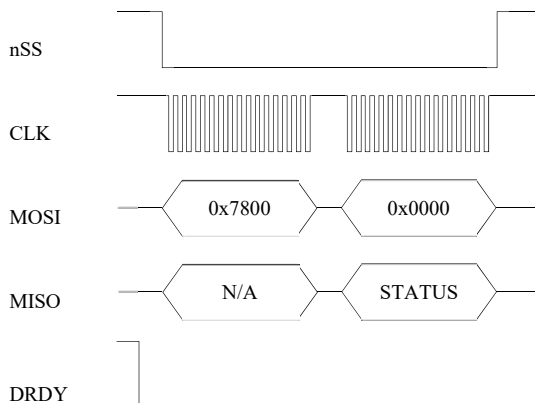 nSS
CLK
MOSI 0x7800 0x0000
MISO N/A STATUS
DRDY